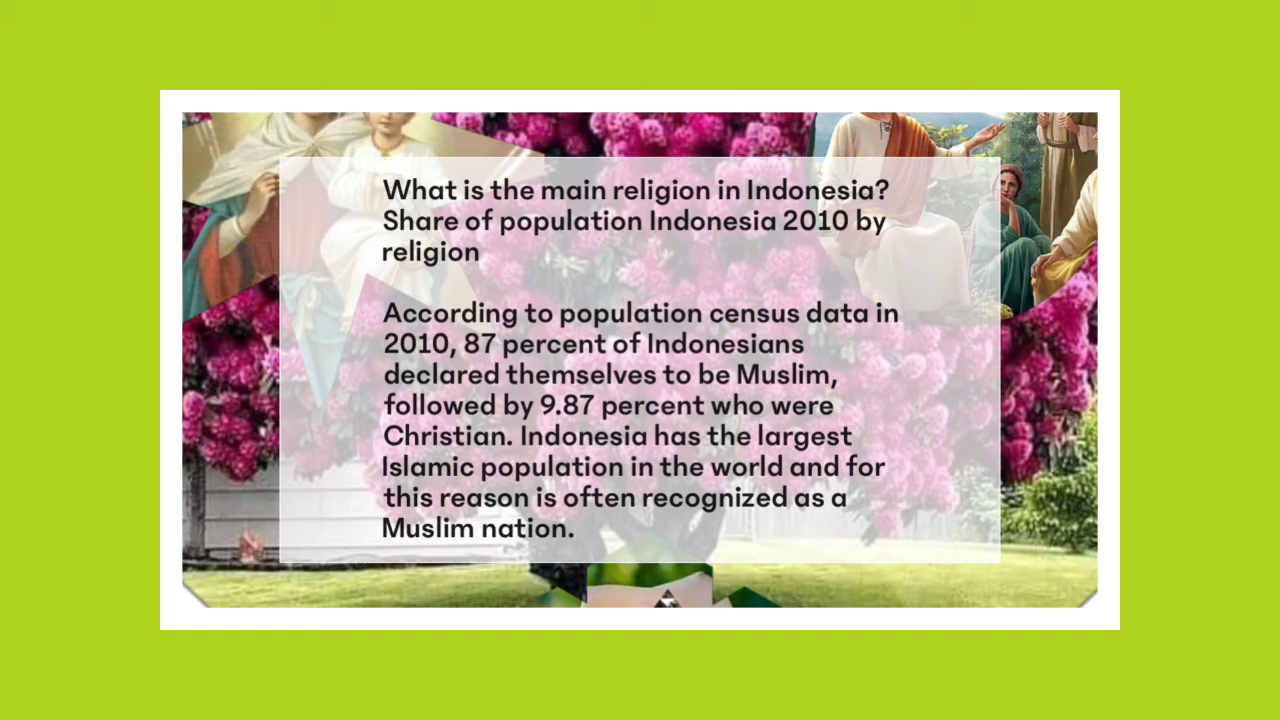 What is the main religion in Indonesia?
Share of population Indonesia 2010 by
religion
According to population census data in
2010, 87 percent of Indonesians
declared themselves to be Muslim,
followed by 9.87 percent who were
Christian. Indonesia has the largest
Islamic population in the world and for
this reason is often recognized as a
Muslim nation.